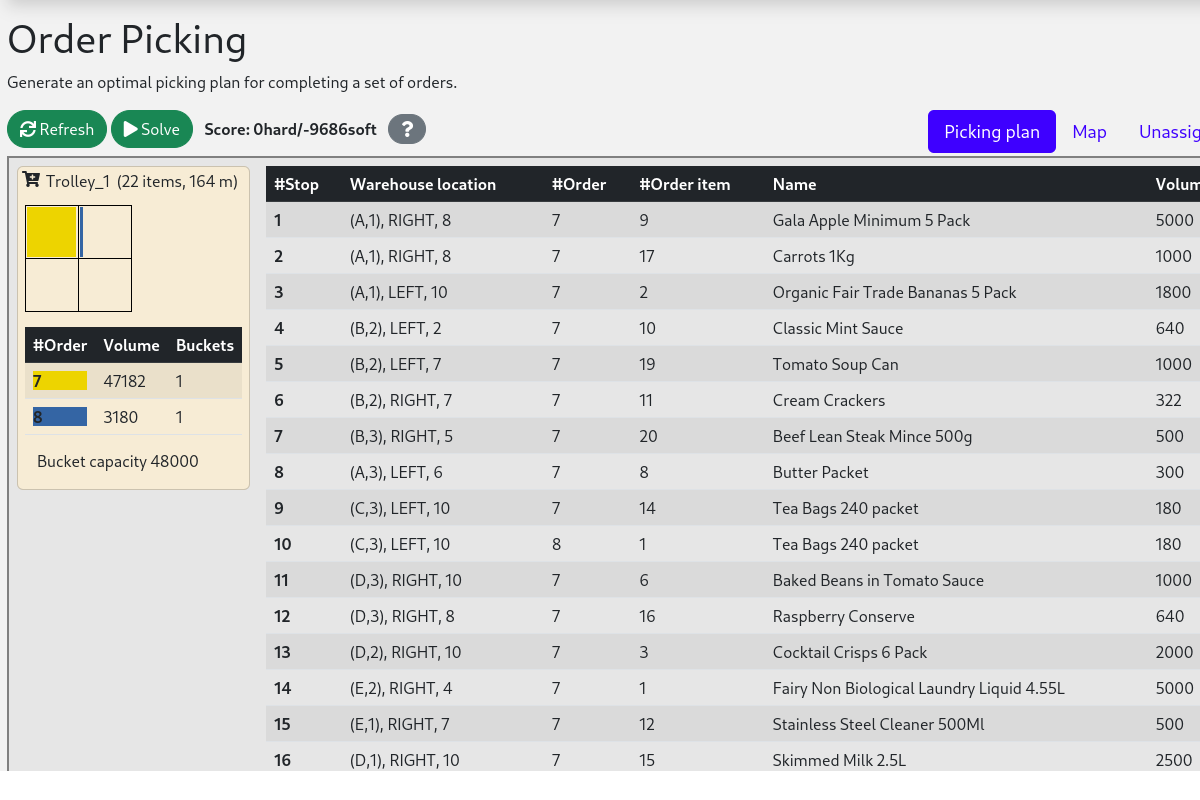 Order Picking
Generate an optimal picking plan for completing a set of orders.
Refresh Solve Score: 0hard/-9686soft ? Picking plan Map Unassig
Trolley_1 (22 items, 164 m)
#Order Volume Buckets
7 47182 1
8 3180 1
Bucket capacity 48000
#Stop Warehouse location #Order #Order item Name Volum
1 (A,1), RIGHT, 8 7 9 Gala Apple Minimum 5 Pack 5000
2 (A,1), RIGHT, 8 7 17 Carrots 1Kg 1000
3 (A,1), LEFT, 10 7 2 Organic Fair Trade Bananas 5 Pack 1800
4 (B,2), LEFT, 2 7 10 Classic Mint Sauce 640
5 (B,2), LEFT, 7 7 19 Tomato Soup Can 1000
6 (B,2), RIGHT, 7 7 11 Cream Crackers 322
7 (B,3), RIGHT, 5 7 20 Beef Lean Steak Mince 500g 500
8 (A,3), LEFT, 6 7 8 Butter Packet 300
9 (C,3), LEFT, 10 7 14 Tea Bags 240 packet 180
10 (C,3), LEFT, 10 8 1 Tea Bags 240 packet 180
11 (D,3), RIGHT, 10 7 6 Baked Beans in Tomato Sauce 1000
12 (D,3), RIGHT, 8 7 16 Raspberry Conserve 640
13 (D,2), RIGHT, 10 7 3 Cocktail Crisps 6 Pack 2000
14 (E,2), RIGHT, 4 7 1 Fairy Non Biological Laundry Liquid 4.55L 5000
15 (E,1), RIGHT, 7 7 12 Stainless Steel Cleaner 500Ml 500
16 (D,1), RIGHT, 10 7 15 Skimmed Milk 2.5L 2500